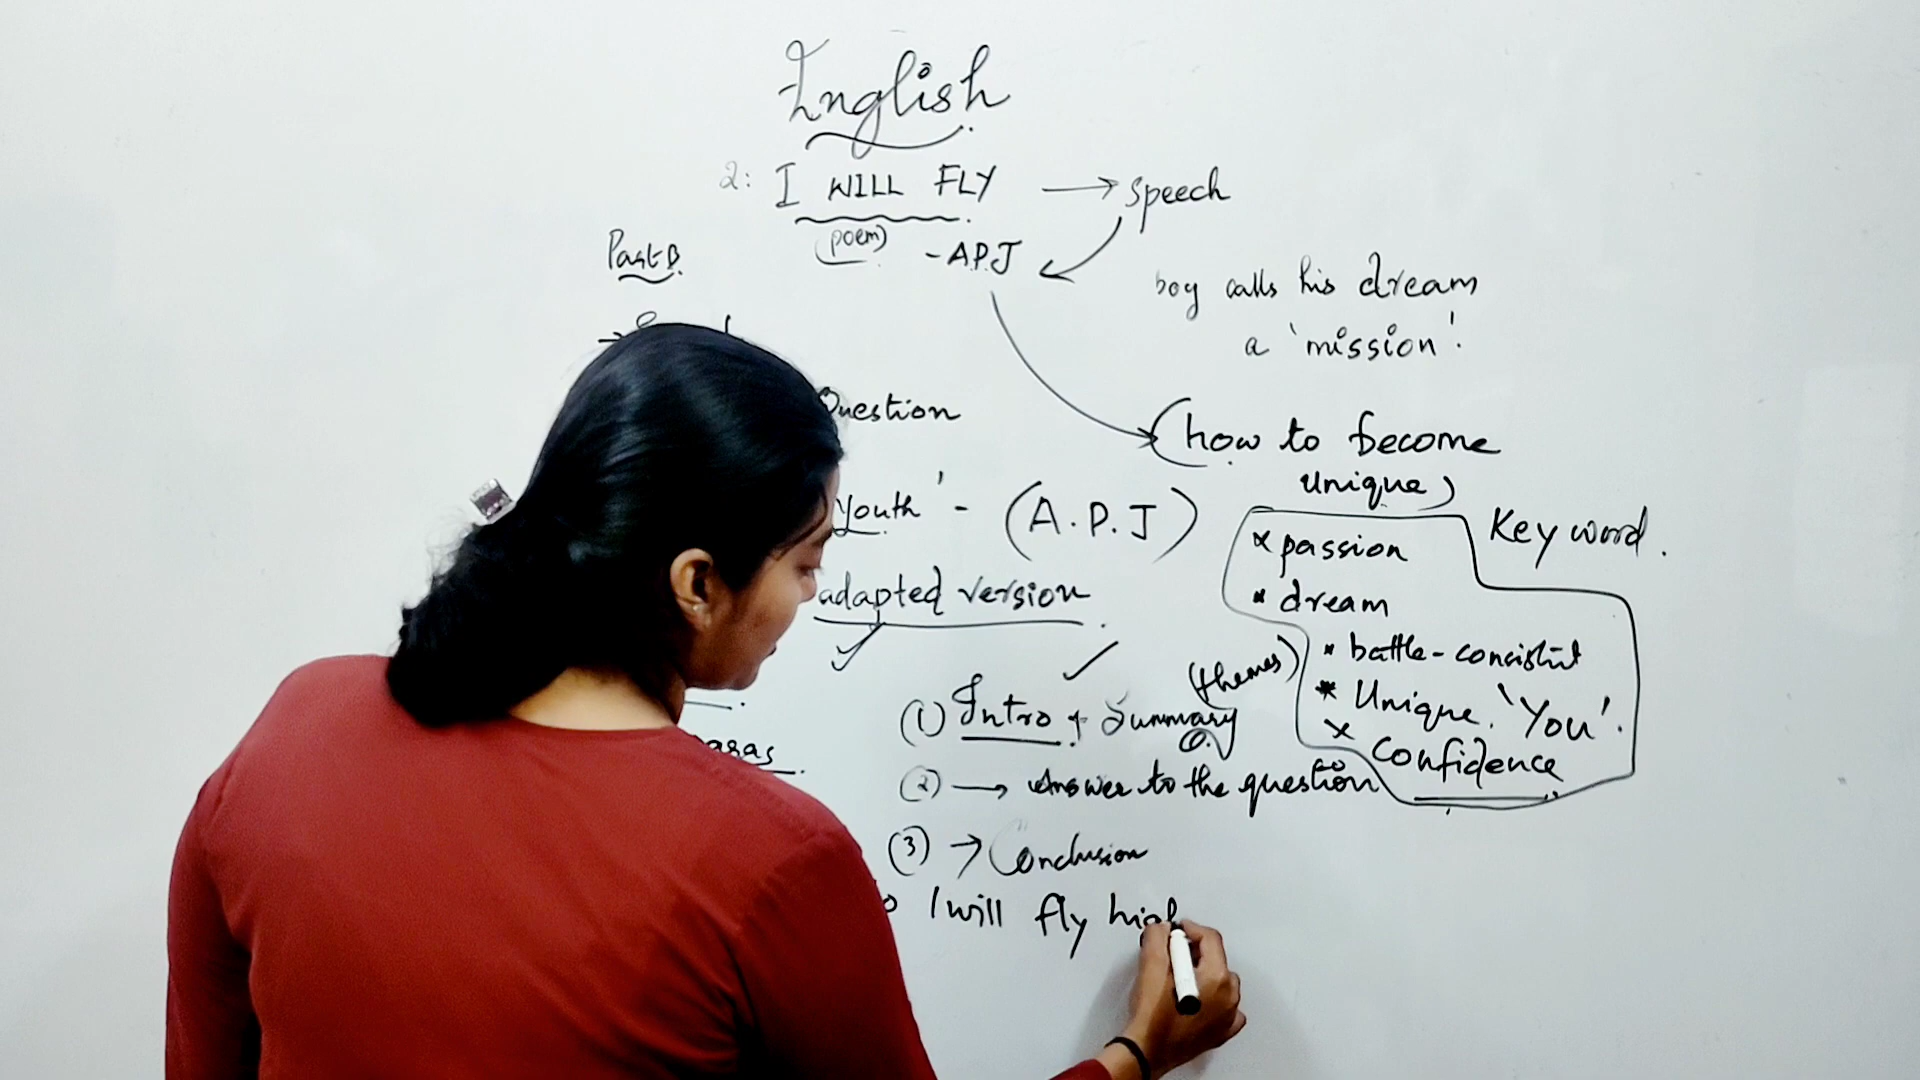 English
2: I WILL FLY → speech
(poem) - APJ
Part B
boy calls his dream
a 'mission'.
Question
(how to become
unique)
Youth' - (A.P.J)
Key word.
* passion
adapted version
* dream
* battle - consistent
(themes)
* Unique. 'You'.
(1) Intro + Summary
* Confidence
(2) → Answer to the question
(3) → Conclusion
I will fly high